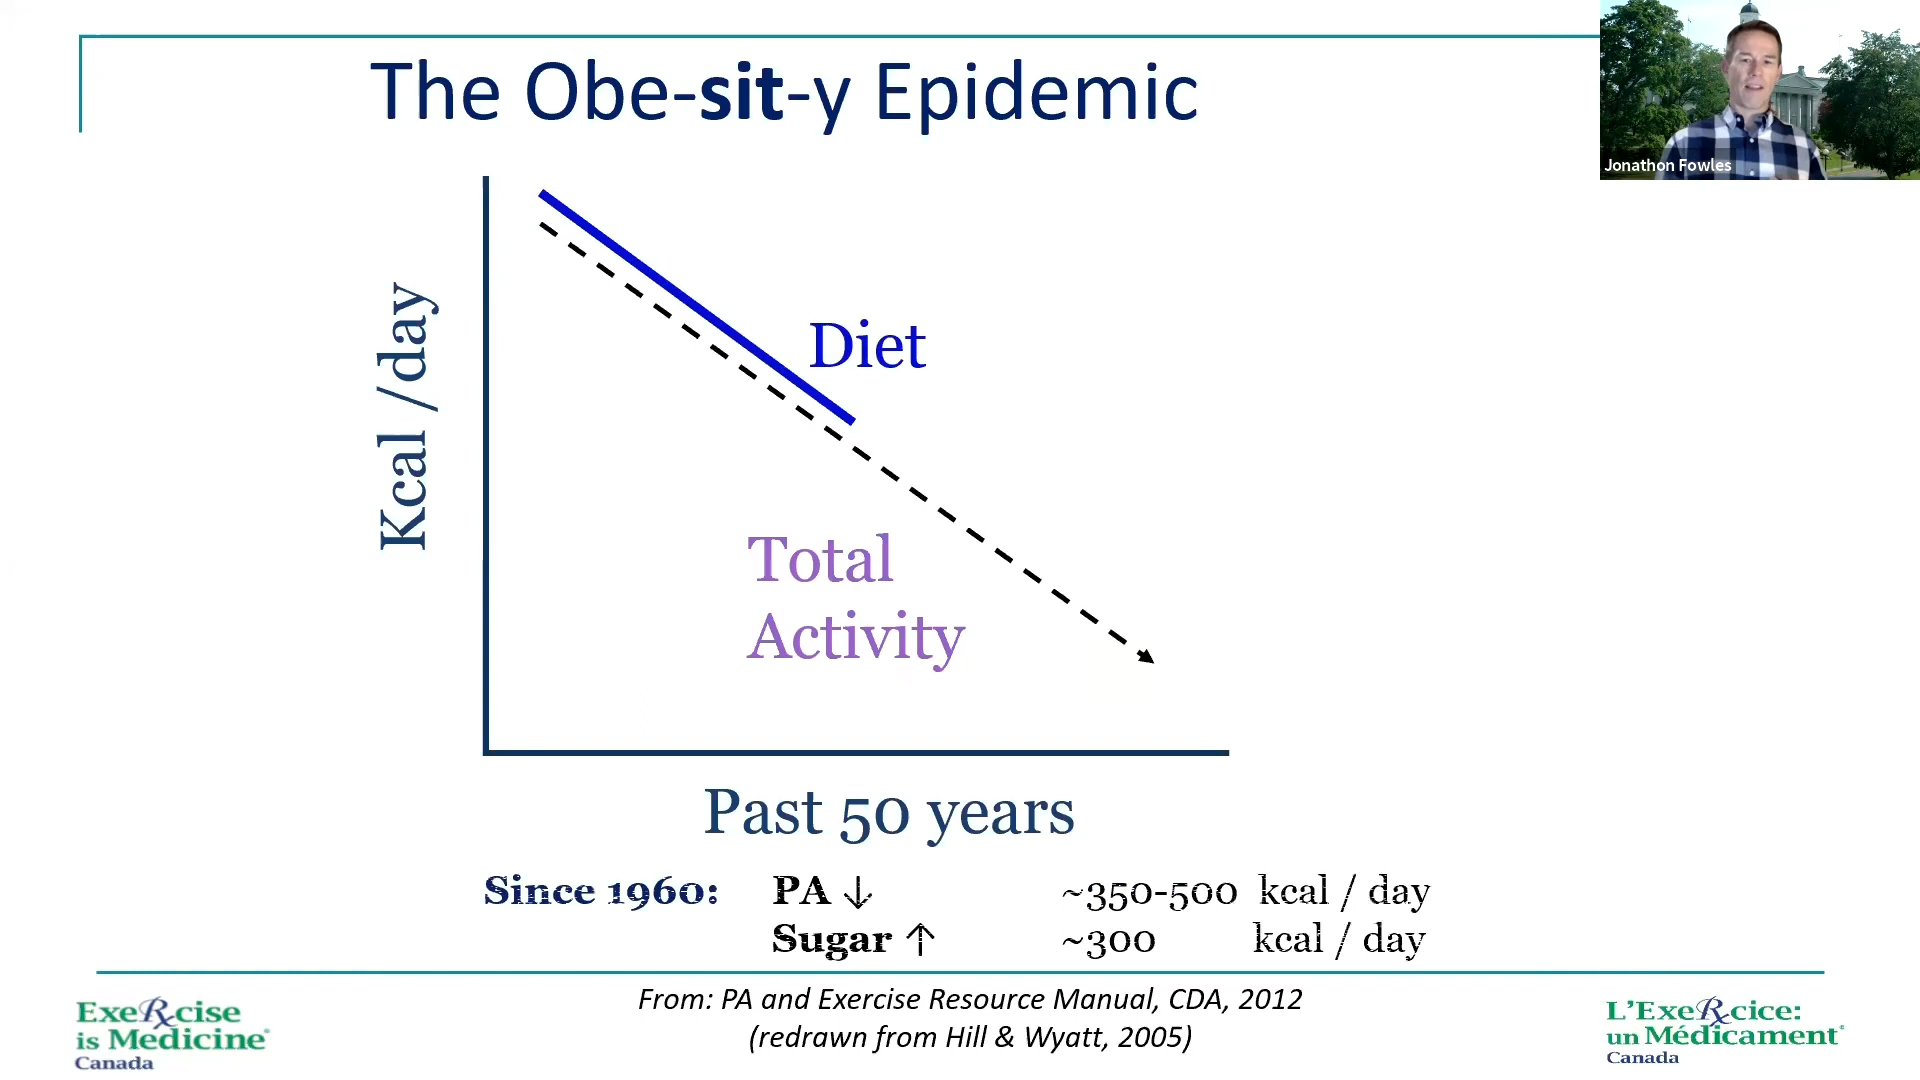 The Obe-sit-y Epidemic
Jonathon Fowles
Kcal /day
Diet
Total
Activity
Past 50 years
Since 1960: PA ↓ ~350-500 kcal / day
Sugar ↑ ~300 kcal / day
From: PA and Exercise Resource Manual, CDA, 2012
(redrawn from Hill & Wyatt, 2005)
ExeRxcise
is Medicine®
Canada
L'ExeRxcice:
un Médicament®
Canada